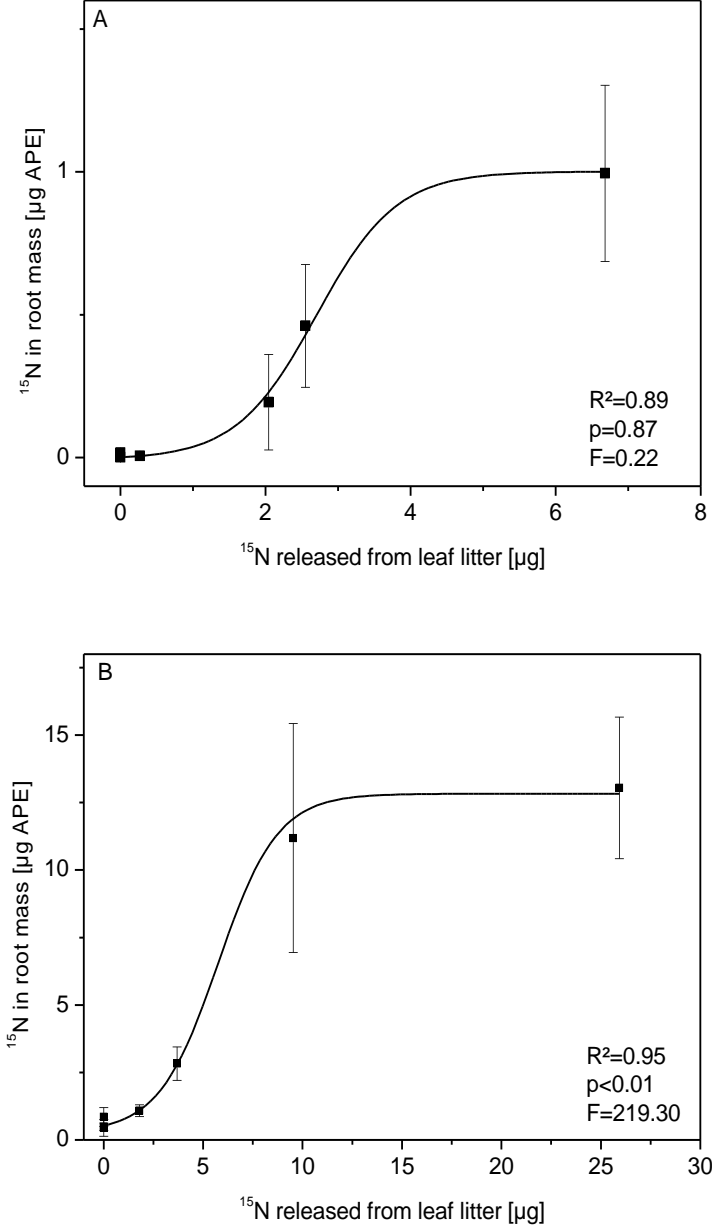 A
1
0
¹⁵N in root mass [µg APE]
R²=0.89
p=0.87
F=0.22
0 2 4 6 8
¹⁵N released from leaf litter [µg]
B
15
10
5
0
¹⁵N in root mass [µg APE]
R²=0.95
p<0.01
F=219.30
0 5 10 15 20 25 30
¹⁵N released from leaf litter [µg]